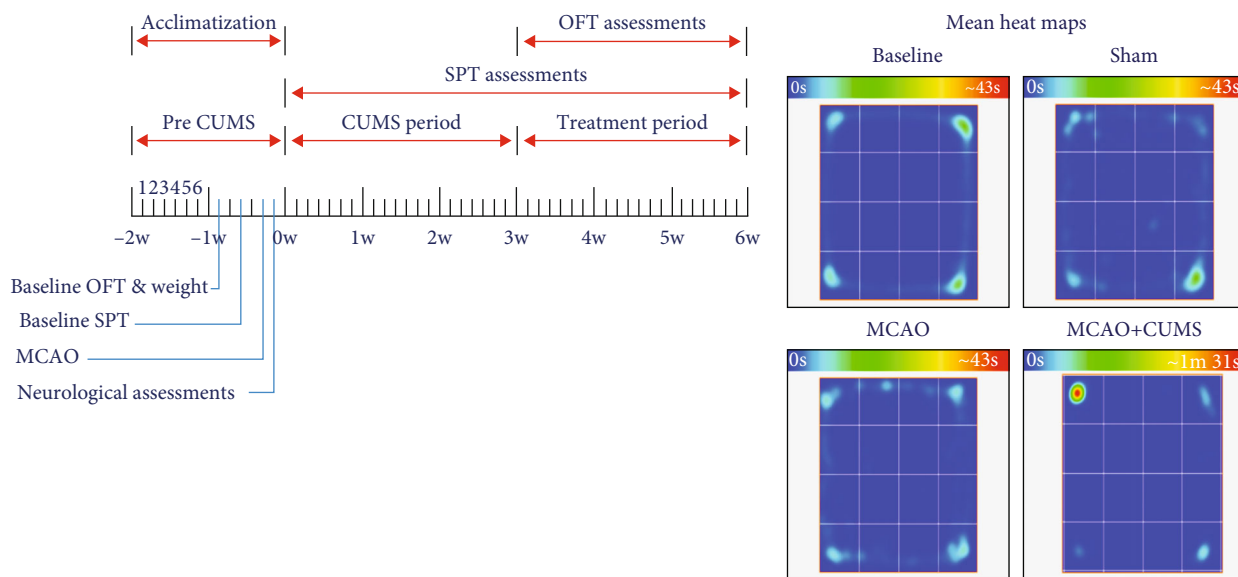 Acclimatization
OFT assessments
SPT assessments
Pre CUMS
CUMS period
Treatment period
123456
–2w
–1w
0w
1w
2w
3w
4w
5w
6w
Baseline OFT & weight
Baseline SPT
MCAO
Neurological assessments
Mean heat maps
Baseline
Sham
0s
~43s
0s
~43s
MCAO
MCAO+CUMS
0s
~43s
0s
~1m 31s